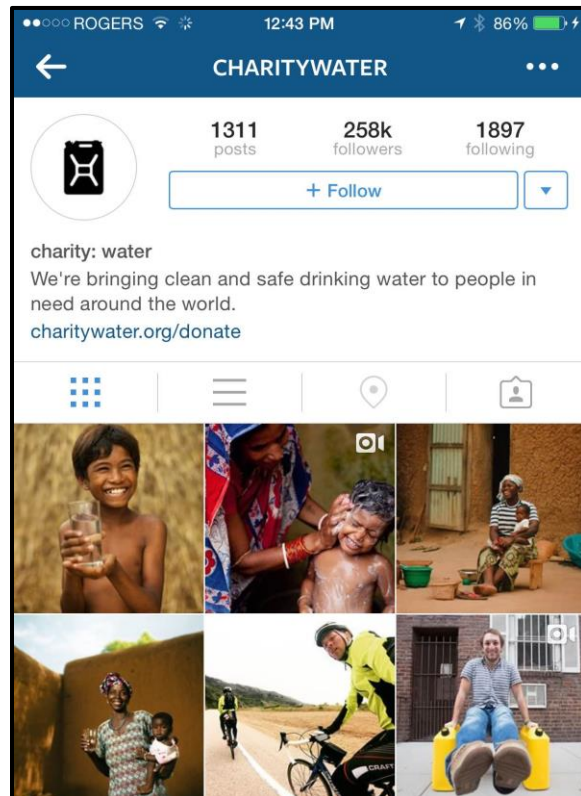 ROGERS 12:43 PM 86%
CHARITYWATER
1311 258k 1897
posts followers following
+ Follow
charity: water
We're bringing clean and safe drinking water to people in
need around the world.
charitywater.org/donate
CRAFT